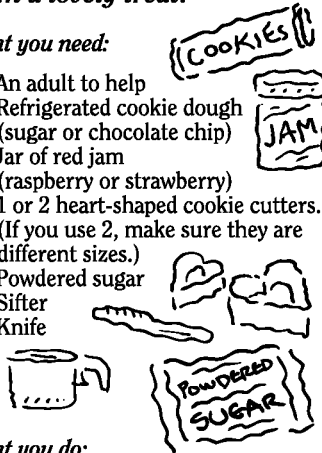 a lovely treat.
t you need:
COOKIES
An adult to help
Refrigerated cookie dough
(sugar or chocolate chip)
JAM
Jar of red jam
(raspberry or strawberry)
1 or 2 heart-shaped cookie cutters.
(If you use 2, make sure they are
different sizes.)
Powdered sugar
Sifter
Knife
POWDERED
SUGAR
t you do: